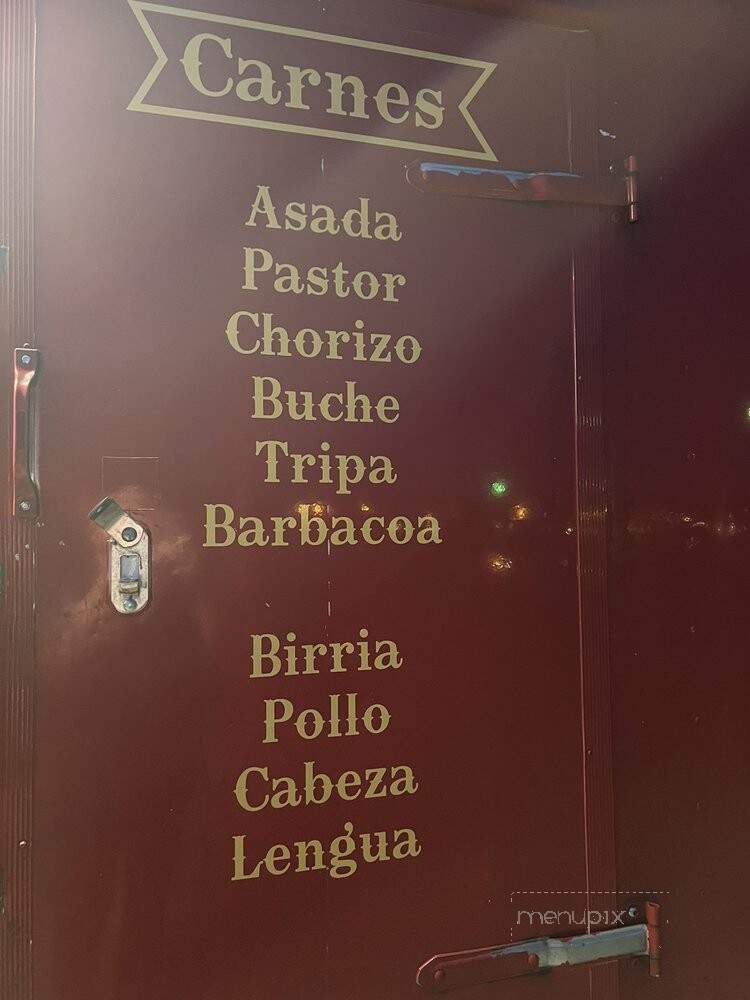 Carnes
Asada
Pastor
Chorizo
Buche
Tripa
Barbacoa
Birria
Pollo
Cabeza
Lengua
menupix